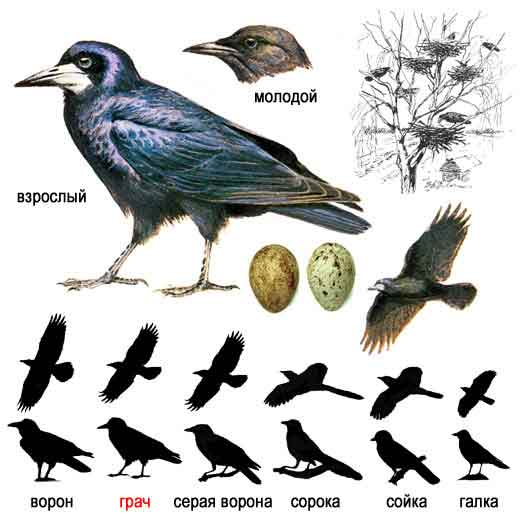 молодой
взрослый
ворон грач серая ворона сорока сойка галка